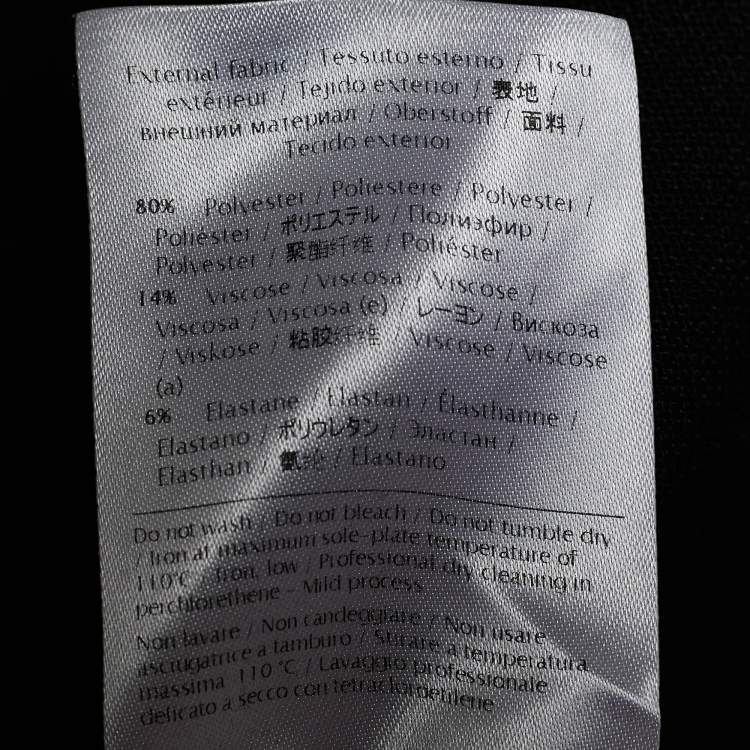 External fabric / Tessuto esterno / Tissu
extérieur / Tejido exterior / 表地 /
внешний материал / Oberstoff / 面料 /
Tecido exterior
80% Polyester / Poliestere / Polyester /
Poliéster / ポリエステル / Полиэфир /
Polyester / 聚酯纤维 / Poliéster
14% Viscose / Viscosa / Viscose /
Viscosa / Viscosa (e) / レーヨン / Вискоза
/ Viskose / 粘胶纤维 / Viscose / Viscose
(a)
6% Elastane / Elastan / Élasthanne /
Elastano / ポリウレタン / Эластан /
Elasthan / 氨纶 / Elastano
Do not wash / Do not bleach / Do not tumble dry
/ Iron at maximum sole-plate temperature of
110°C - Iron, low / Professional dry cleaning in
perchlorethene - Mild process
Non lavare / Non candeggiare / Non usare
asciugatrice a tamburo / Stirare a temperatura
massima 110 °C / Lavaggio professionale
delicato a secco con tetracloroetilene